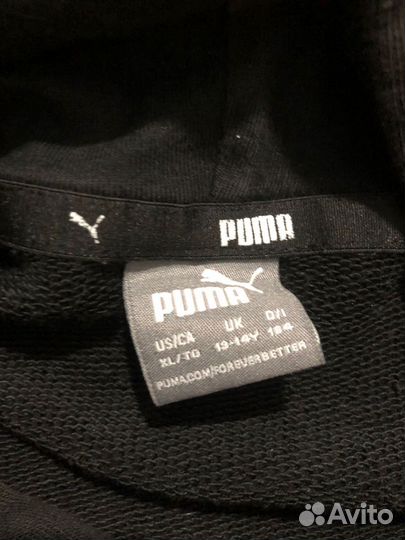 PUMA
PUMA
US/CA UK D/I
XL/TG 13-14Y 164
PUMA.COM/FOREVERBETTER
Avito